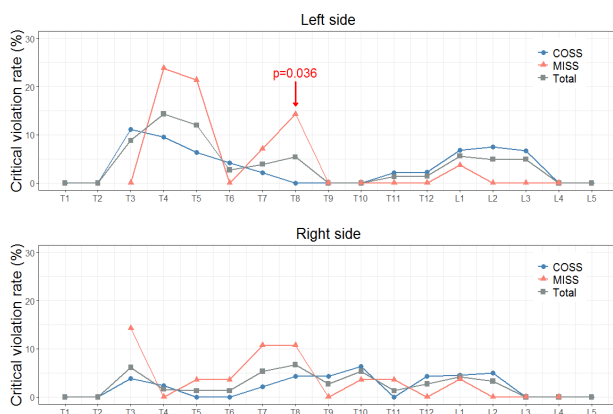 Left side
Critical violation rate (%)
30
20
10
0
p=0.036
COSS
MISS
Total
T1 T2 T3 T4 T5 T6 T7 T8 T9 T10 T11 T12 L1 L2 L3 L4 L5
Right side
Critical violation rate (%)
30
20
10
0
COSS
MISS
Total
T1 T2 T3 T4 T5 T6 T7 T8 T9 T10 T11 T12 L1 L2 L3 L4 L5